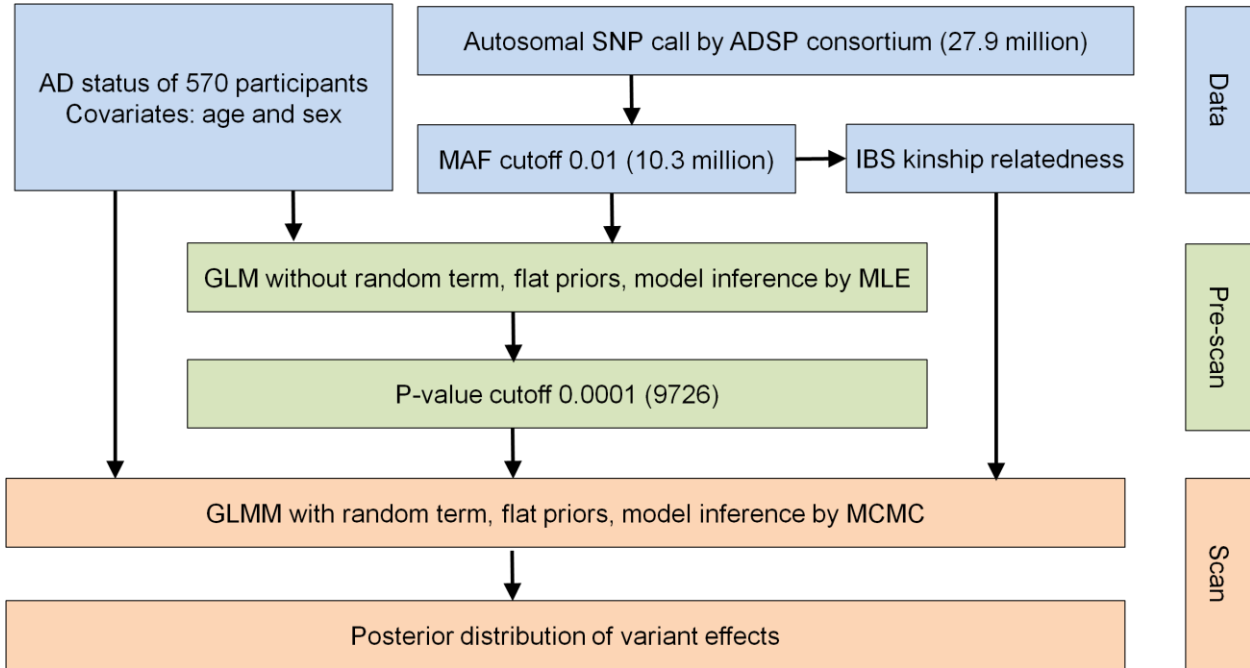 AD status of 570 participants
Covariates: age and sex
Autosomal SNP call by ADSP consortium (27.9 million)
MAF cutoff 0.01 (10.3 million)
IBS kinship relatedness
Data
GLM without random term, flat priors, model inference by MLE
P-value cutoff 0.0001 (9726)
Pre-scan
GLMM with random term, flat priors, model inference by MCMC
Posterior distribution of variant effects
Scan